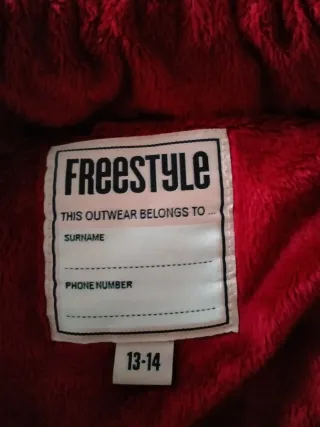 FREESTYLE
THIS OUTWEAR BELONGS TO ...
SURNAME
PHONE NUMBER
13-14